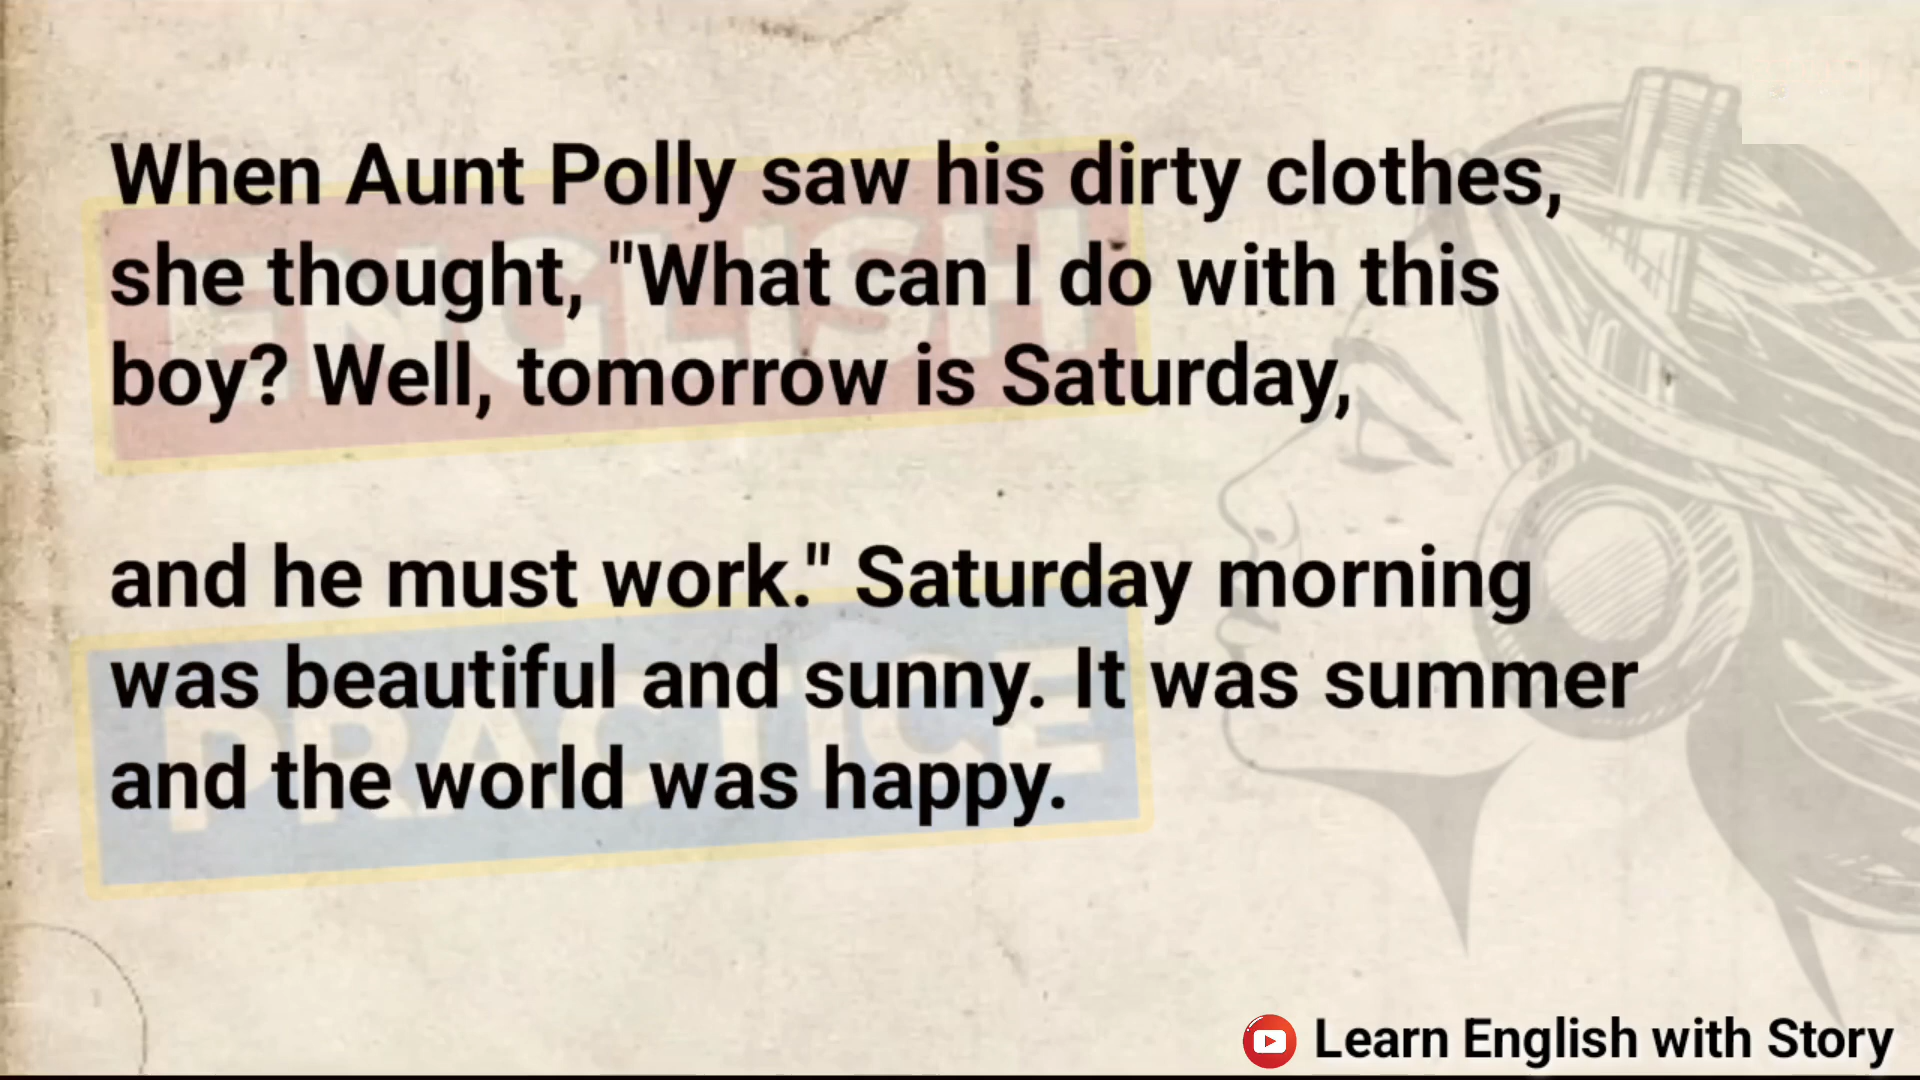 When Aunt Polly saw his dirty clothes,
she thought, "What can I do with this
boy? Well, tomorrow is Saturday,
and he must work." Saturday morning
was beautiful and sunny. It was summer
and the world was happy.
ENGLISH
PRACTICE
Learn English with Story